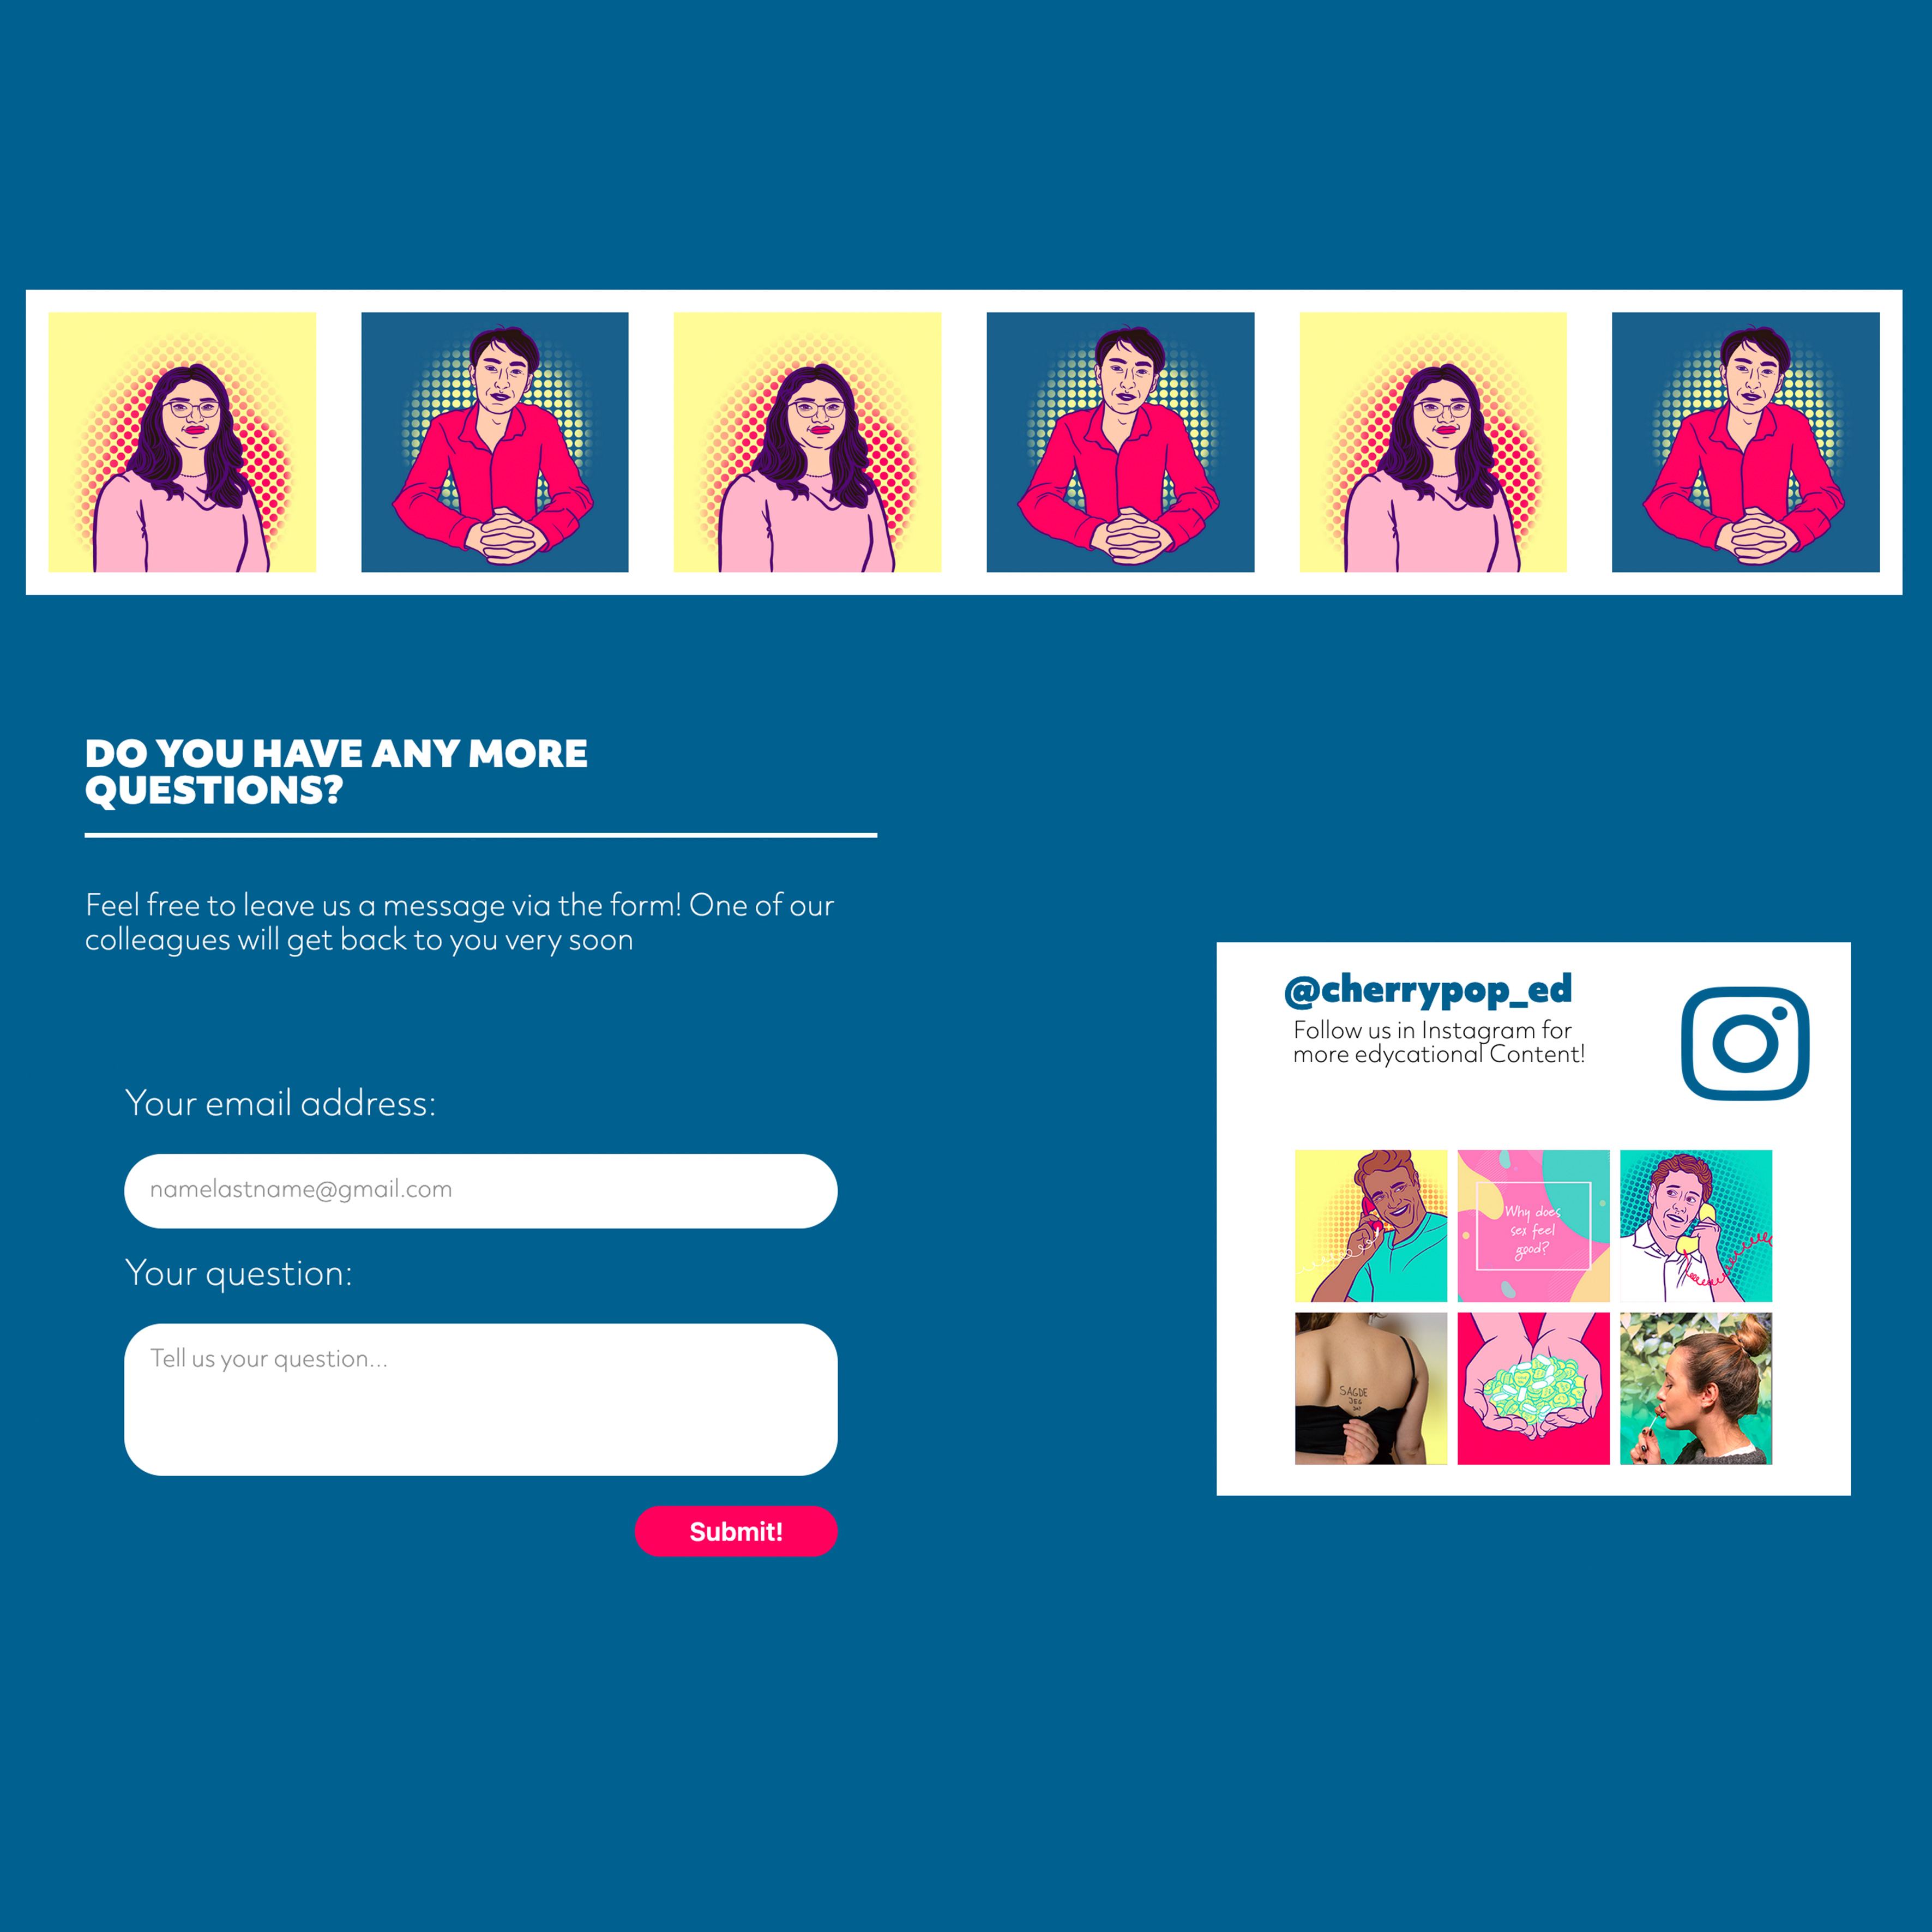 DO YOU HAVE ANY MORE
QUESTIONS?
Feel free to leave us a message via the form! One of our
colleagues will get back to you very soon
Your email address:
namelastname@gmail.com
Your question:
Tell us your question...
Submit!
@cherrypop_ed
Follow us in Instagram for
more edycational Content!
Why does
sex feel
good?
SAGDE
JEG